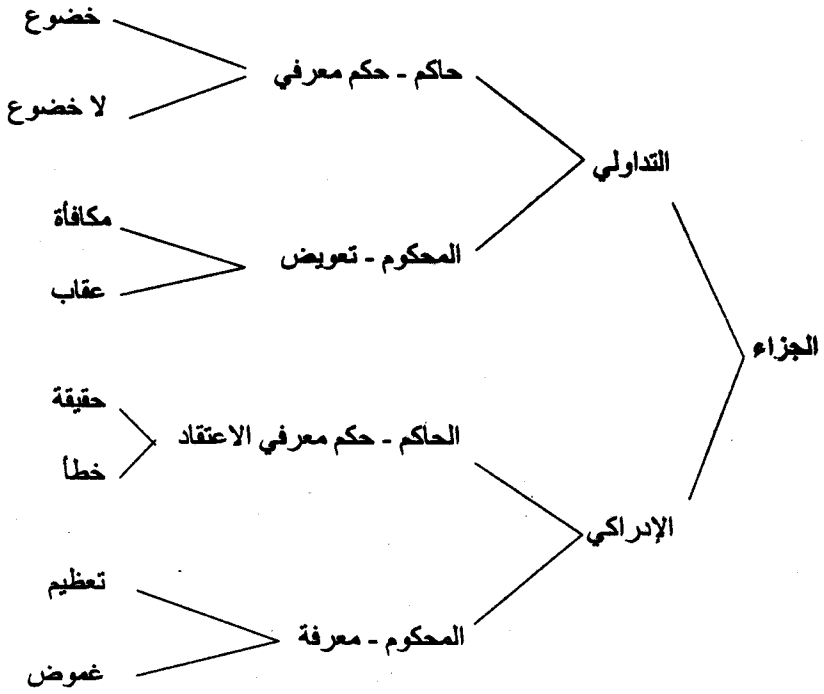 خضوع
حاكم - حكم معرفي
لا خضوع
التداولي
مكافأة
المحكوم - تعويض
عقاب
الجزاء
حقيقة
الحاكم - حكم معرفي الاعتقاد
خطأ
الإدراكي
تعظيم
المحكوم - معرفة
غموض